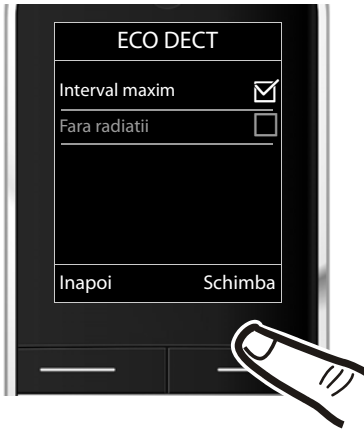 ECO DECT
Interval maxim
Fara radiatii
Inapoi Schimba